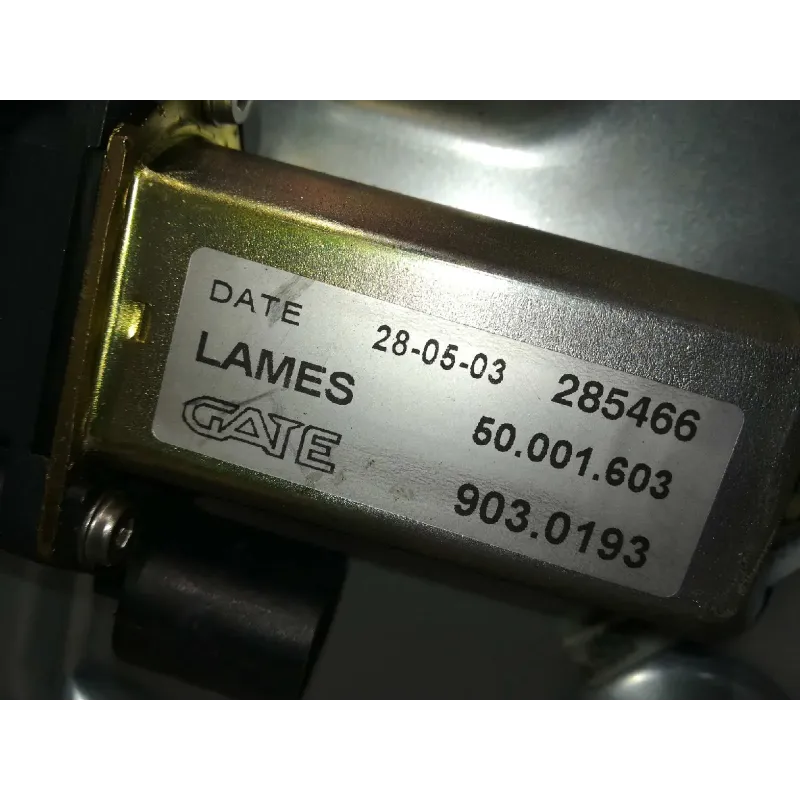 DATE 28-05-03 285466
LAMES 50.001.603
GATE 903.0193